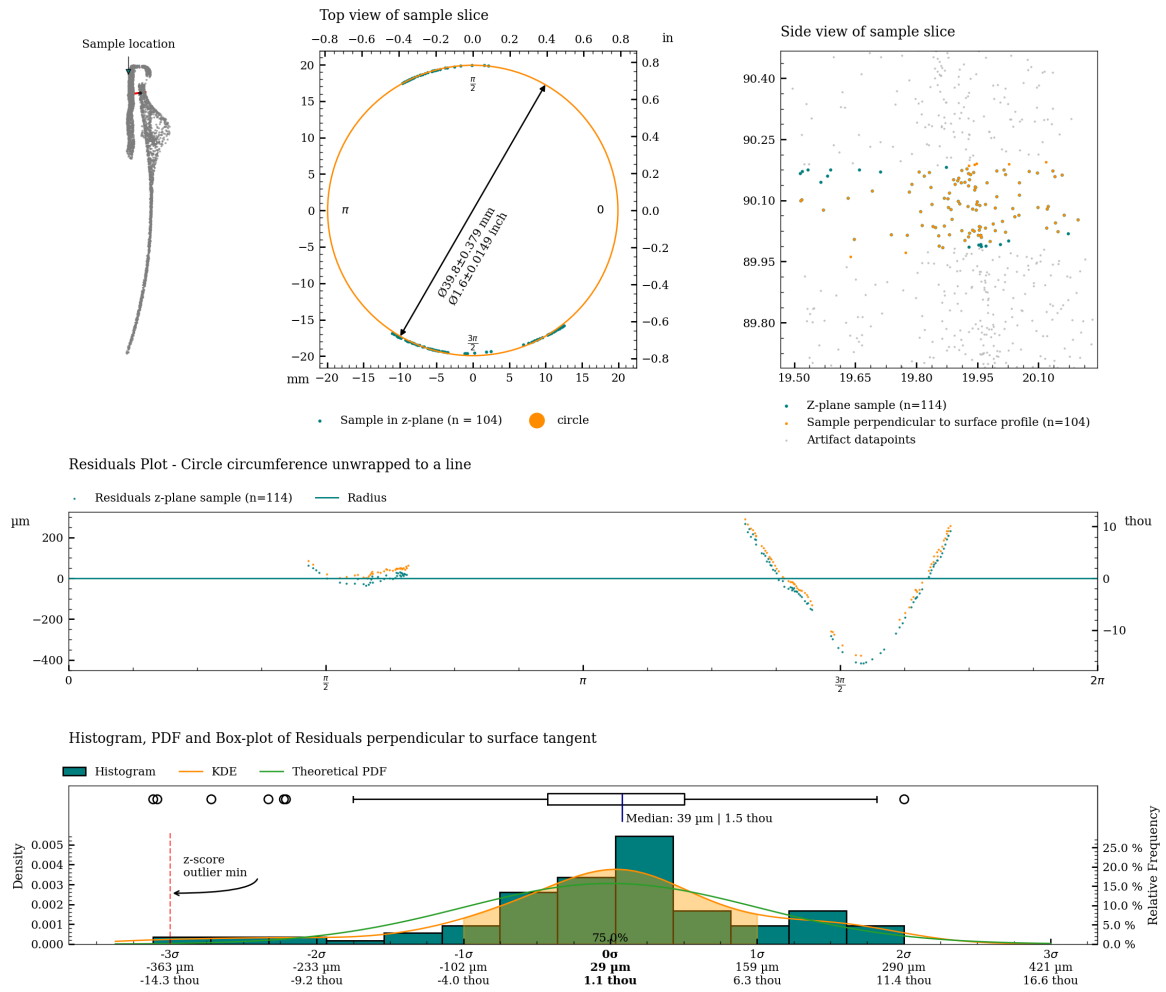 Sample location
Top view of sample slice
−0.8 −0.6 −0.4 −0.2 0.0 0.2 0.4 0.6 0.8 in
20
15
10
5
0
−5
−10
−15
−20
0.8
0.6
0.4
0.2
0.0
−0.2
−0.4
−0.6
−0.8
π/2
π
0
3π/2
Ø39.8±0.379 mm
Ø1.6±0.0149 inch
mm −20 −15 −10 −5 0 5 10 15 20
Sample in z-plane (n = 104) circle
Side view of sample slice
90.40
90.25
90.10
89.95
89.80
19.50 19.65 19.80 19.95 20.10
Z-plane sample (n=114)
Sample perpendicular to surface profile (n=104)
Artifact datapoints
Residuals Plot - Circle circumference unwrapped to a line
Residuals z-plane sample (n=114) Radius
µm
200
0
−200
−400
thou
10
0
−10
0 π/2 π 3π/2 2π
Histogram, PDF and Box-plot of Residuals perpendicular to surface tangent
Histogram KDE Theoretical PDF
Median: 39 µm | 1.5 thou
z-score
outlier min
Density
0.005
0.004
0.003
0.002
0.001
0.000
Relative Frequency
25.0 %
20.0 %
15.0 %
10.0 %
5.0 %
0.0 %
75.0%
-3σ -2σ -1σ 0σ 1σ 2σ 3σ
-363 µm -233 µm -102 µm 29 µm 159 µm 290 µm 421 µm
-14.3 thou -9.2 thou -4.0 thou 1.1 thou 6.3 thou 11.4 thou 16.6 thou